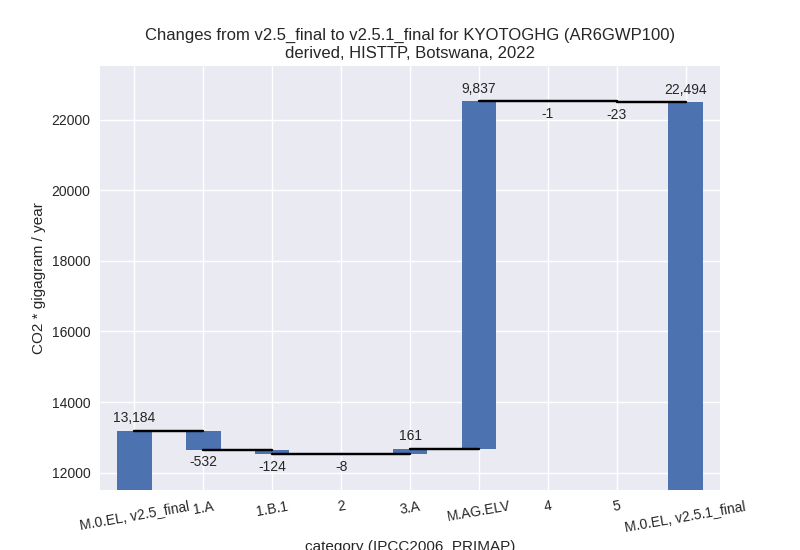 Changes from v2.5_final to v2.5.1_final for KYOTOGHG (AR6GWP100)
derived, HISTTP, Botswana, 2022
CO2 * gigagram / year
22000
20000
18000
16000
14000
12000
13,184
-532
-124
-8
161
9,837
-1
-23
22,494
M.0.EL, v2.5_final
1.A
1.B.1
2
3.A
M.AG.ELV
4
5
M.0.EL, v2.5.1_final
category (IPCC2006_PRIMAP)